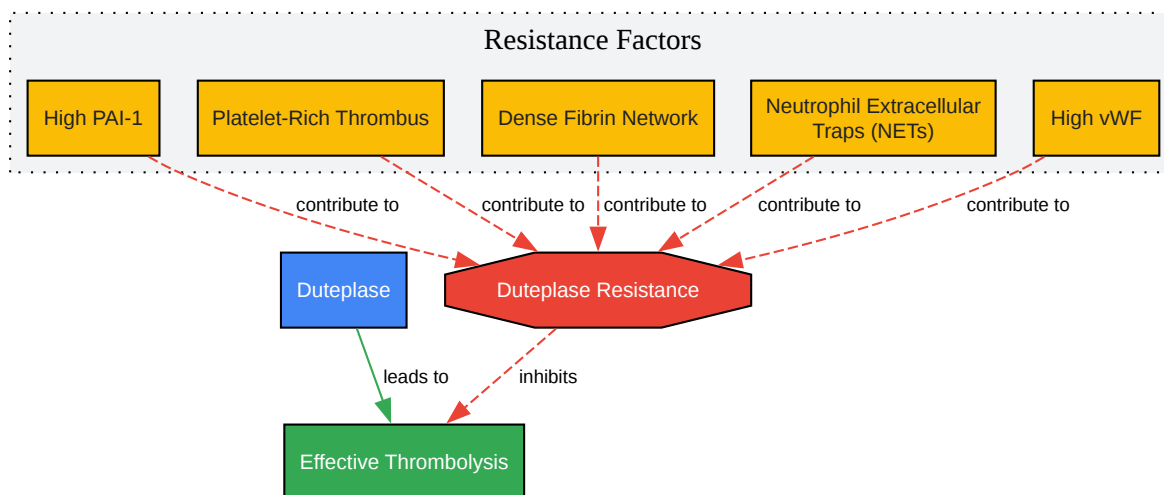 Resistance Factors
High PAI-1
Platelet-Rich Thrombus
Dense Fibrin Network
Neutrophil Extracellular
Traps (NETs)
High vWF
contribute to
contribute to
contribute to
contribute to
contribute to
Duteplase
Duteplase Resistance
leads to
inhibits
Effective Thrombolysis